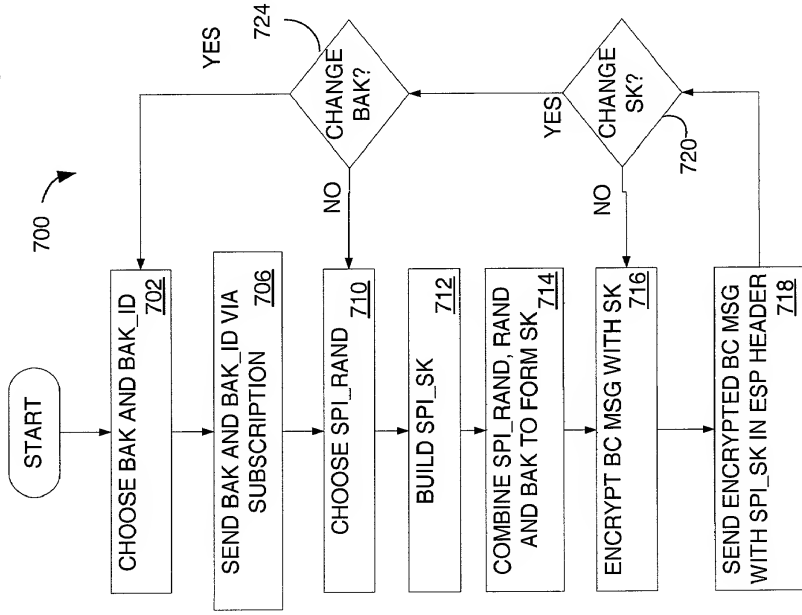 700
START
CHOOSE BAK AND BAK_ID
702
SEND BAK AND BAK_ID VIA
SUBSCRIPTION
706
CHOOSE SPI_RAND
710
BUILD SPI_SK
712
COMBINE SPI_RAND, RAND
AND BAK TO FORM SK
714
ENCRYPT BC MSG WITH SK
716
SEND ENCRYPTED BC MSG
WITH SPI_SK IN ESP HEADER
718
CHANGE
SK?
720
NO
YES
CHANGE
BAK?
724
NO
YES